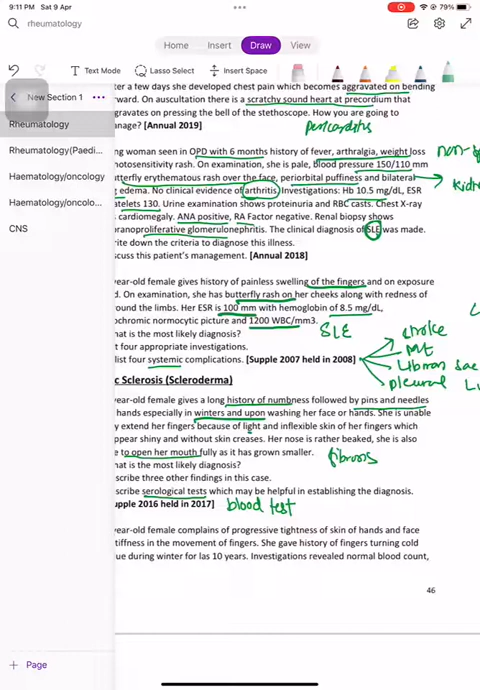 9:11 PM Sat 9 Apr
79%
rheumatology
Home Insert Draw View
Text Mode Lasso Select Insert Space
New Section 1
Rheumatology
Rheumatology(Paedi...
Haematology/oncology
Haematology/oncolo...
CNS
Page
ter a few days she developed chest pain which becomes aggravated on bending
rward. On auscultation there is a scratchy sound heart at precordium that
gravates on pressing the bell of the stethoscope. How you are going to
anage? [Annual 2019]
pericarditis
ing woman seen in OPD with 6 months history of fever, arthralgia, weight loss
notosensitivity rash. On examination, she is pale, blood pressure 150/110 mm
tterfly erythematous rash over the face, periorbital puffiness and bilateral
edema. No clinical evidence of arthritis. Investigations: Hb 10.5 mg/dL, ESR
atelets 130. Urine examination shows proteinuria and RBC casts. Chest X-ray
s cardiomegaly. ANA positive, RA Factor negative. Renal biopsy shows
pranoproliferative glomerulonephritis. The clinical diagnosis of SLE was made.
rite down the criteria to diagnose this illness.
scuss this patient's management. [Annual 2018]
year-old female gives history of painless swelling of the fingers and on exposure
d. On examination, she has butterfly rash on her cheeks along with redness of
round the limbs. Her ESR is 100 mm with hemoglobin of 8.5 mg/dL,
ochromic normocytic picture and 1200 WBC/mm3.
SLE
hat is the most likely diagnosis?
t four appropriate investigations.
list four systemic complications. [Supple 2007 held in 2008]
stroke
MI
Libman sac
pleural
c Sclerosis (Scleroderma)
year-old female gives a long history of numbness followed by pins and needles
hands especially in winters and upon washing her face or hands. She is unable
y extend her fingers because of light and inflexible skin of her fingers which
ppear shiny and without skin creases. Her nose is rather beaked, she is also
e to open her mouth fully as it has grown smaller.
fibrosis
hat is the most likely diagnosis?
scribe three other findings in this case.
scribe serological tests which may be helpful in establishing the diagnosis.
upple 2016 held in 2017]
blood test
year-old female complains of progressive tightness of skin of hands and face
stiffness in the movement of fingers. She gave history of fingers turning cold
ue during winter for las 10 years. Investigations revealed normal blood count,
46